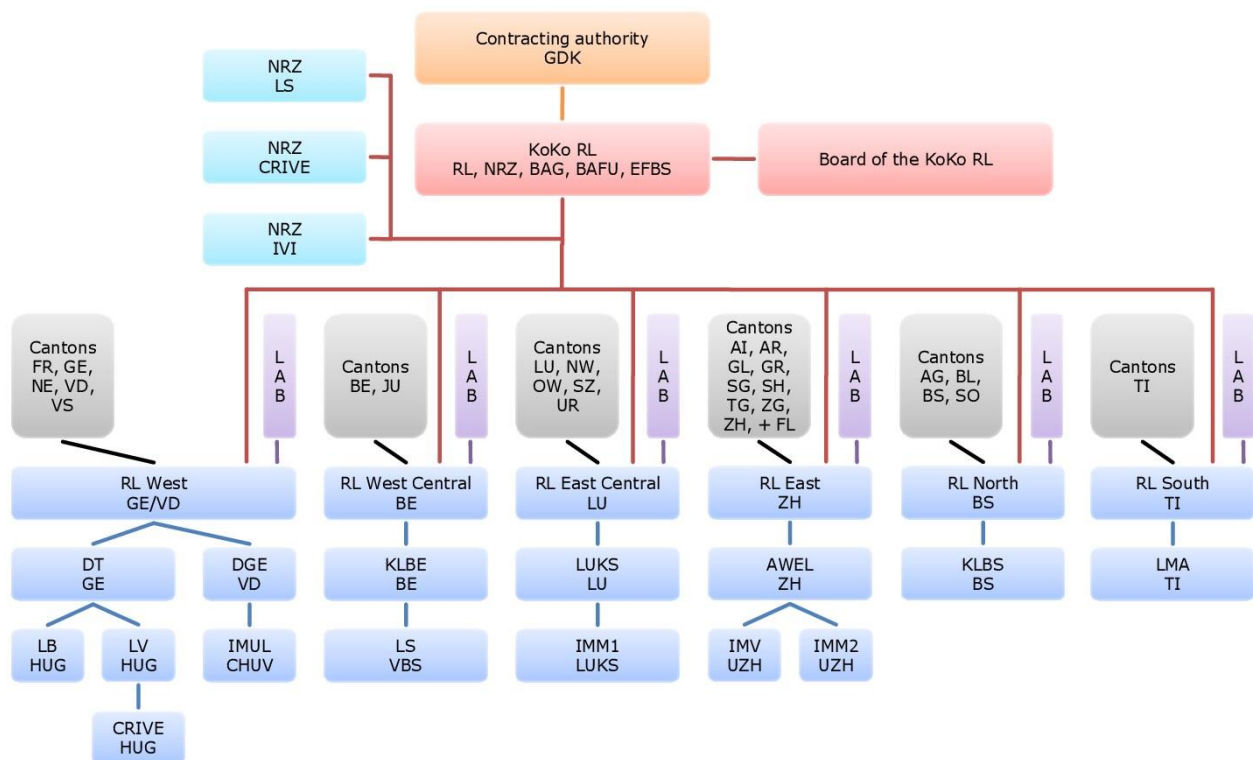 Contracting authority
GDK
NRZ
LS
NRZ
CRIVE
NRZ
IVI
KoKo RL
RL, NRZ, BAG, BAFU, EFBS
Board of the KoKo RL
Cantons
FR, GE,
NE, VD,
VS
L
A
B
Cantons
BE, JU
L
A
B
Cantons
LU, NW,
OW, SZ,
UR
L
A
B
Cantons
AI, AR,
GL, GR,
SG, SH,
TG, ZG,
ZH, + FL
L
A
B
Cantons
AG, BL,
BS, SO
L
A
B
Cantons
TI
L
A
B
RL West
GE/VD
RL West Central
BE
RL East Central
LU
RL East
ZH
RL North
BS
RL South
TI
DT
GE
DGE
VD
KLBE
BE
LUKS
LU
AWEL
ZH
KLBS
BS
LMA
TI
LB
HUG
LV
HUG
IMUL
CHUV
LS
VBS
IMM1
LUKS
IMV
UZH
IMM2
UZH
CRIVE
HUG